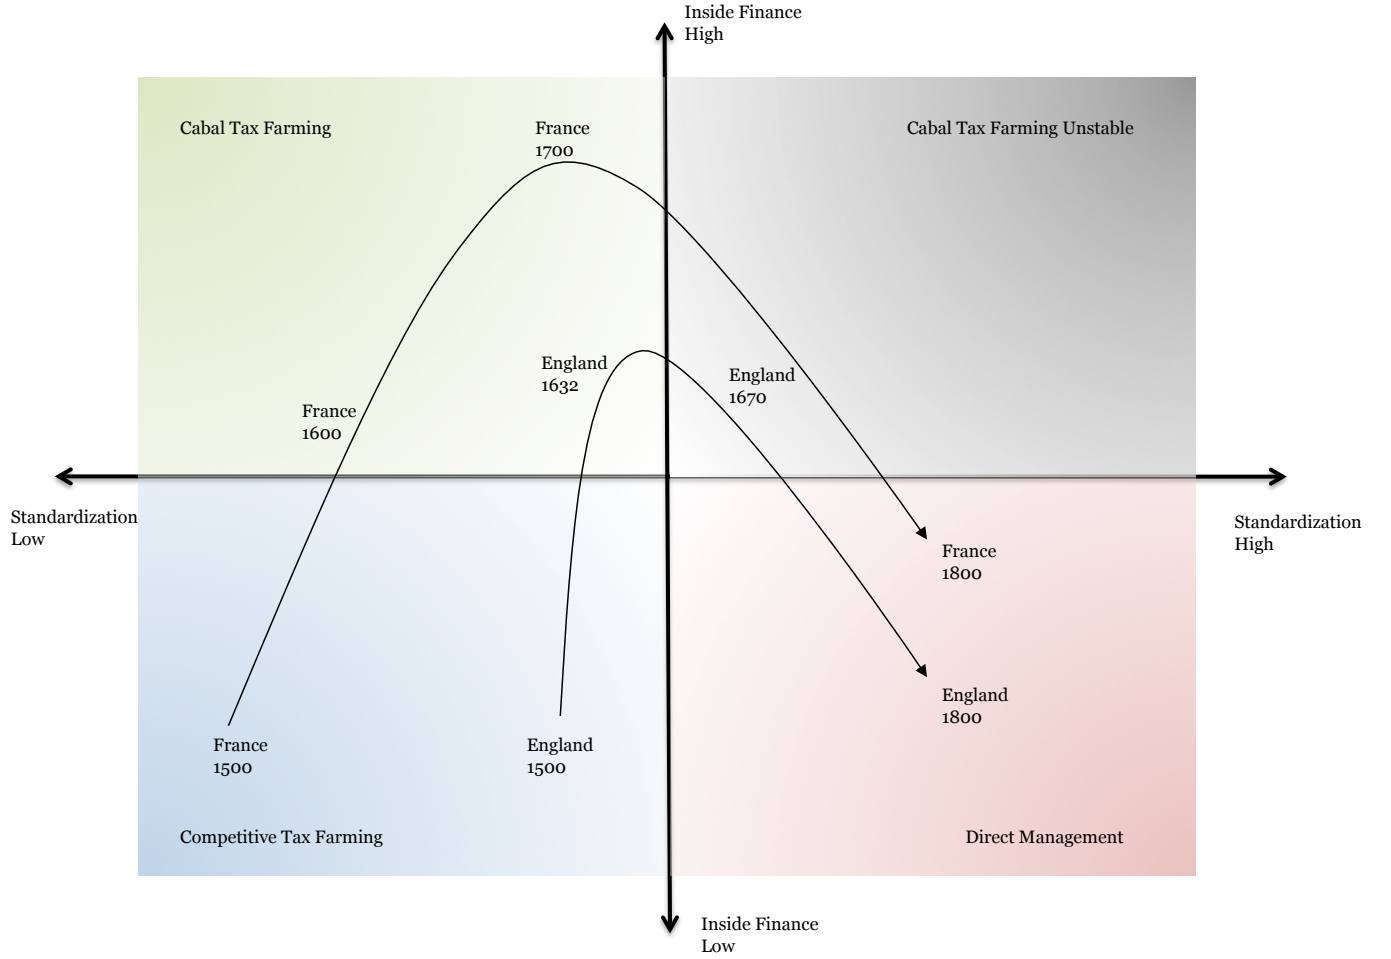 Inside Finance
High
Cabal Tax Farming
France
1700
Cabal Tax Farming Unstable
England
1632
England
1670
France
1600
Standardization
Low
Standardization
High
France
1800
England
1800
France
1500
England
1500
Competitive Tax Farming
Direct Management
Inside Finance
Low